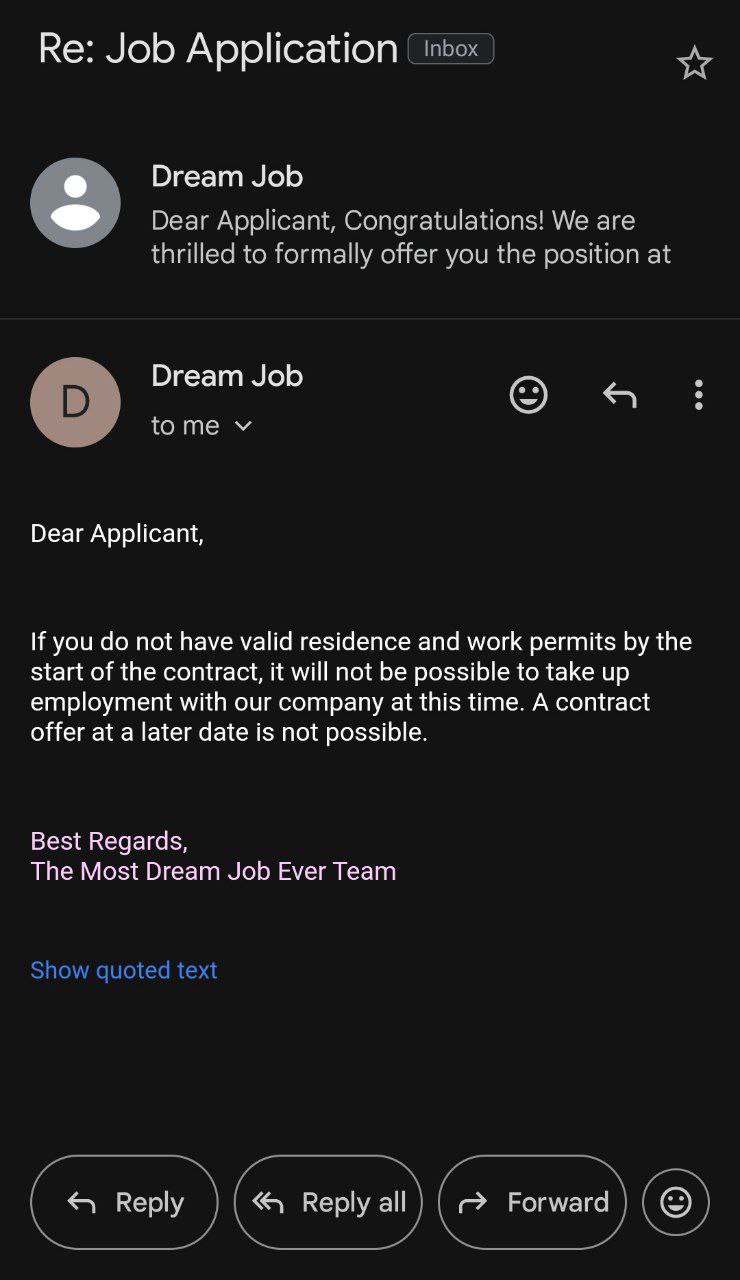 Re: Job Application Inbox
Dream Job
Dear Applicant, Congratulations! We are
thrilled to formally offer you the position at
D
Dream Job
to me
Dear Applicant,
If you do not have valid residence and work permits by the
start of the contract, it will not be possible to take up
employment with our company at this time. A contract
offer at a later date is not possible.
Best Regards,
The Most Dream Job Ever Team
Show quoted text
Reply Reply all Forward